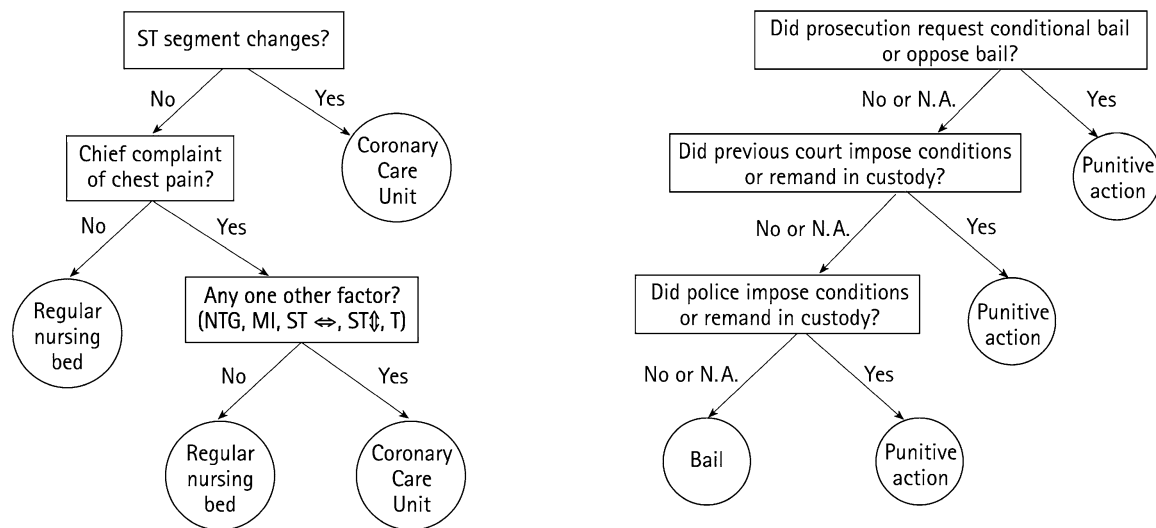 ST segment changes?
No
Yes
Chief complaint
of chest pain?
Coronary
Care
Unit
No
Yes
Regular
nursing
bed
Any one other factor?
(NTG, MI, ST ⇔, ST⇕, T)
No
Yes
Regular
nursing
bed
Coronary
Care
Unit
Did prosecution request conditional bail
or oppose bail?
No or N.A.
Yes
Did previous court impose conditions
or remand in custody?
Punitive
action
No or N.A.
Yes
Did police impose conditions
or remand in custody?
Punitive
action
No or N.A.
Yes
Bail
Punitive
action